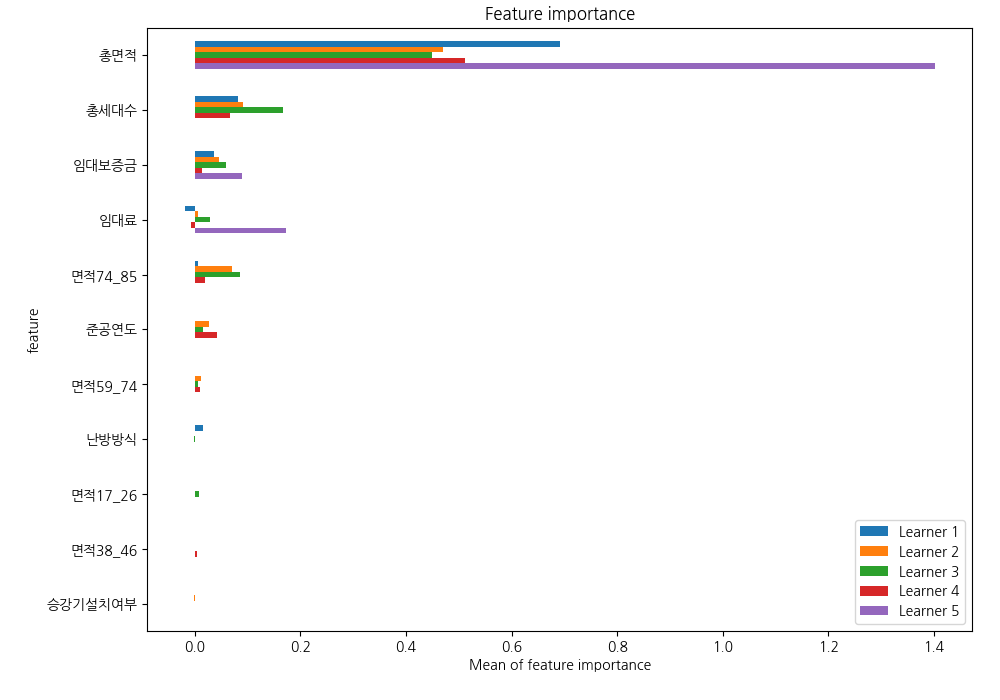 Feature importance
총면적
총세대수
임대보증금
임대료
면적74_85
준공연도
면적59_74
난방방식
면적17_26
면적38_46
승강기설치여부
feature
0.0 0.2 0.4 0.6 0.8 1.0 1.2 1.4
Mean of feature importance
Learner 1
Learner 2
Learner 3
Learner 4
Learner 5